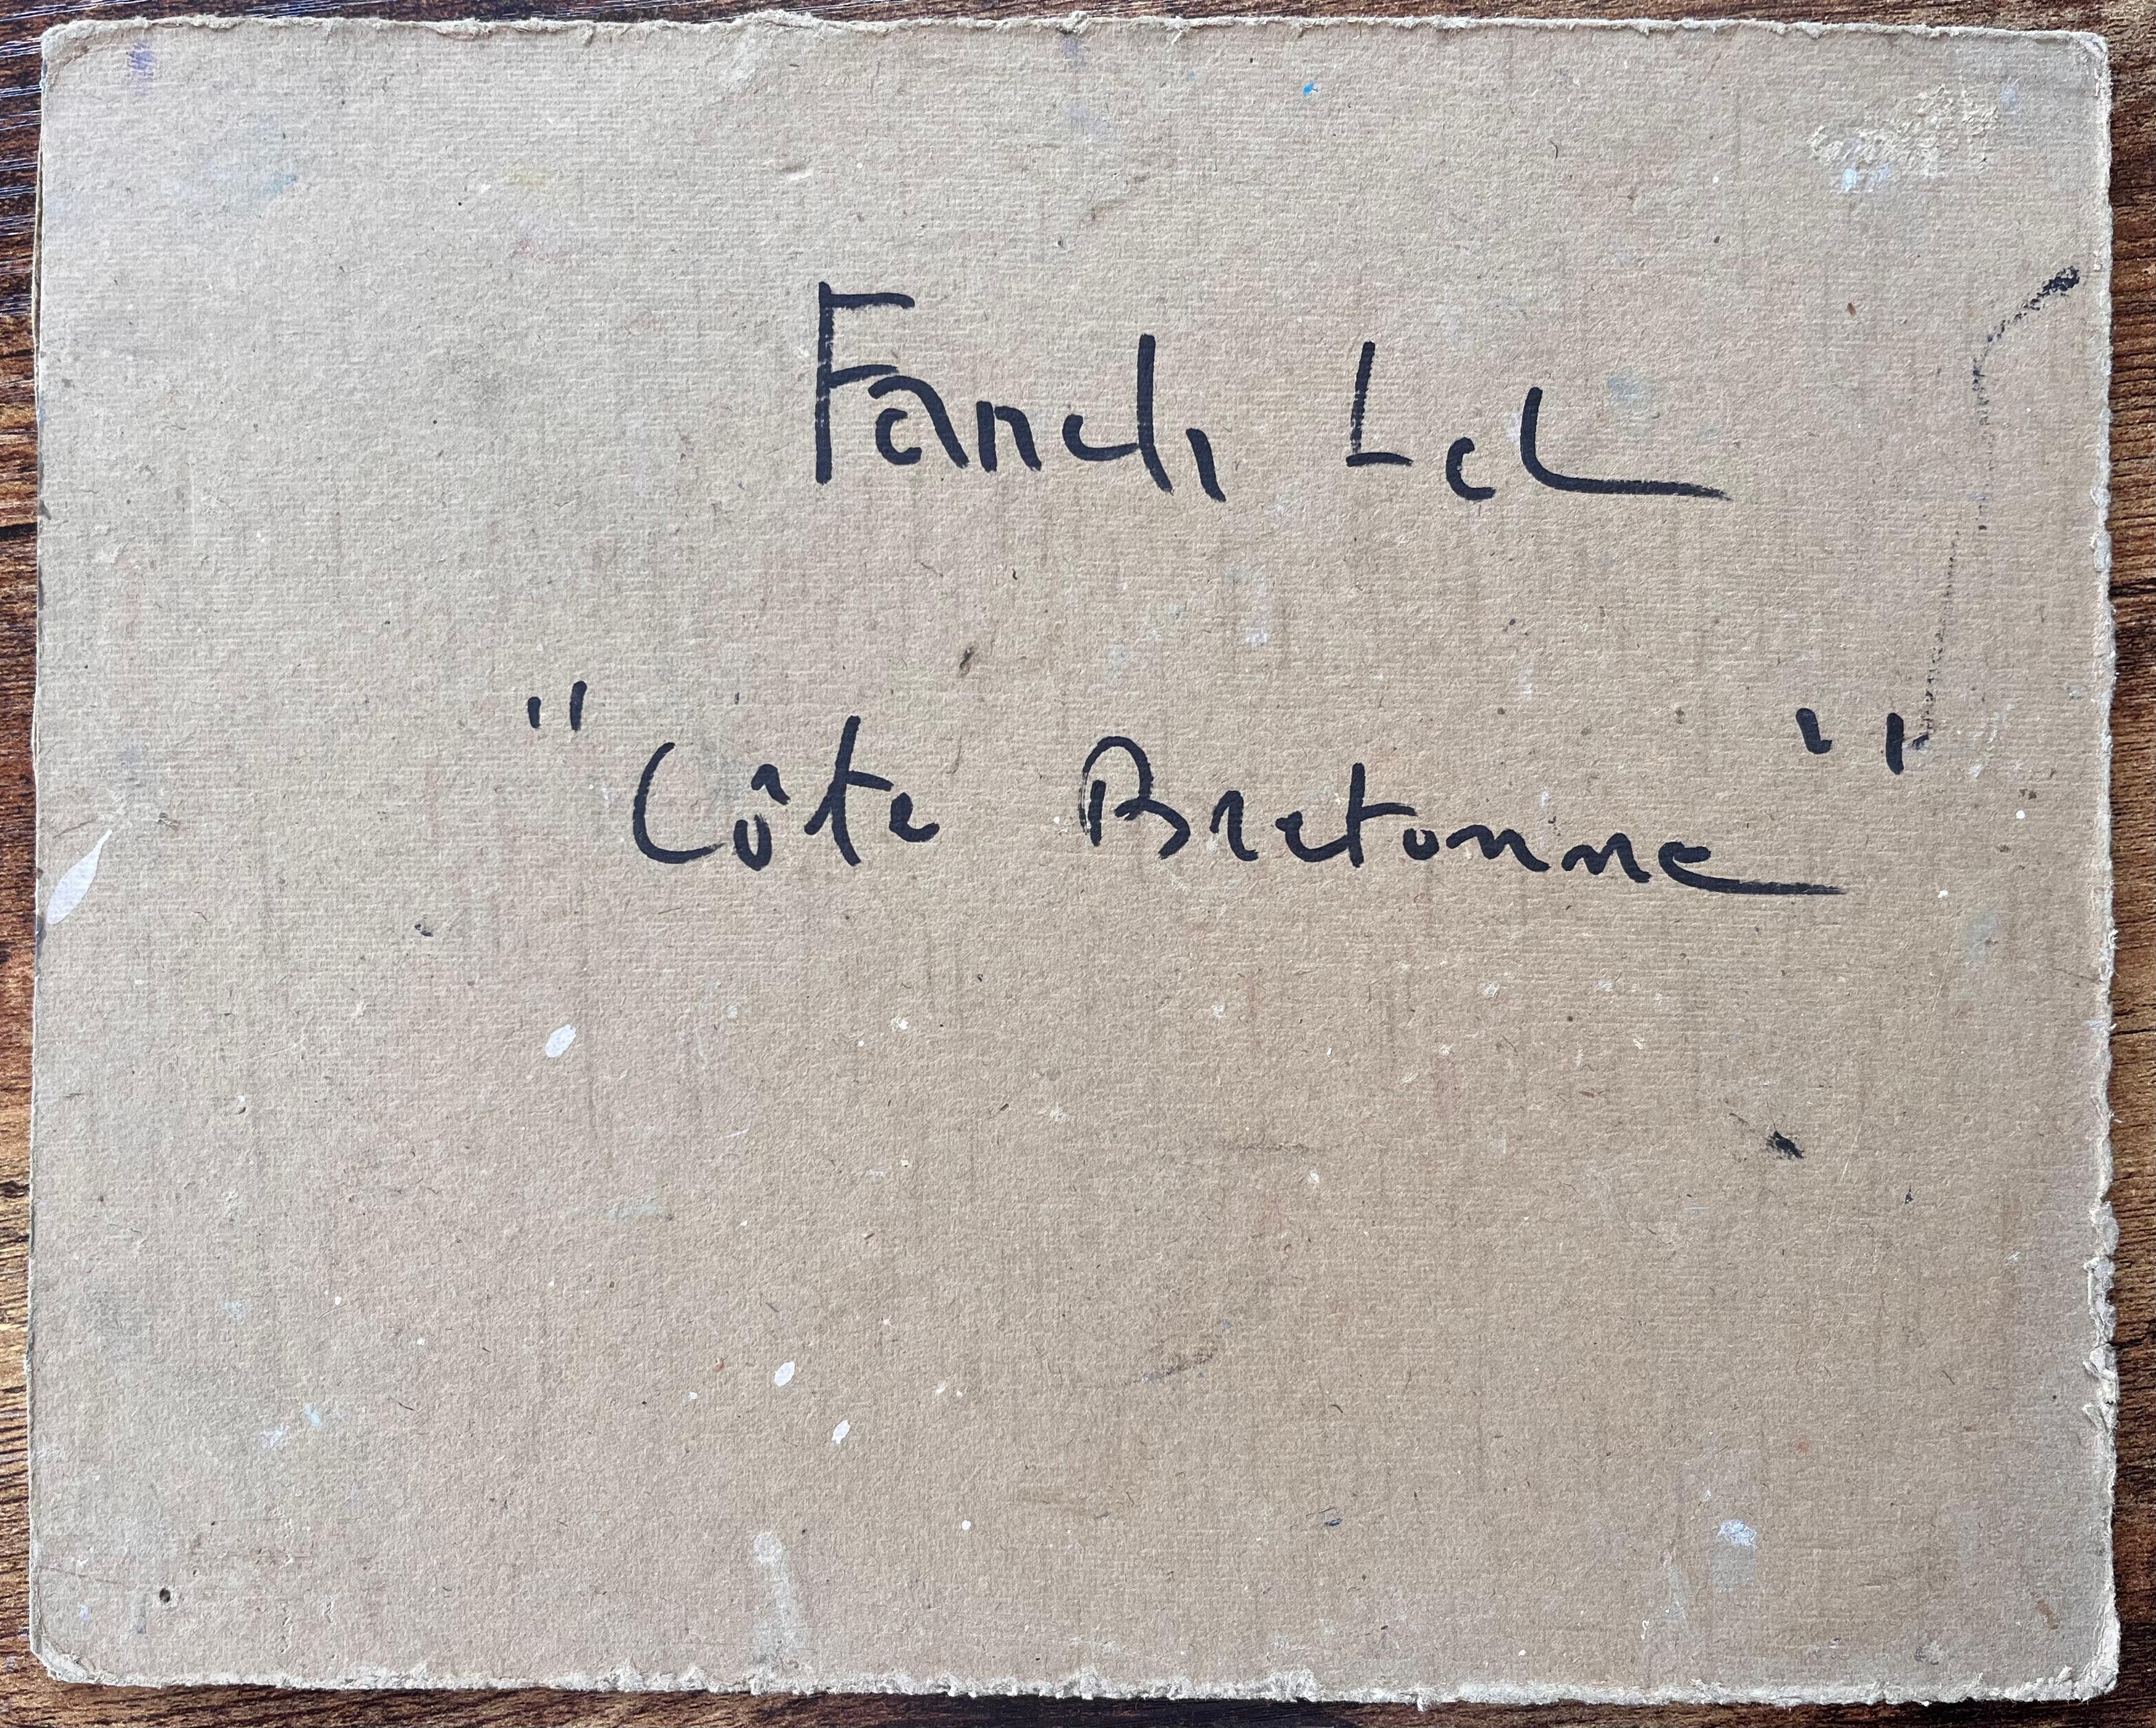 Fanch Lel
"Côte Bretonne"